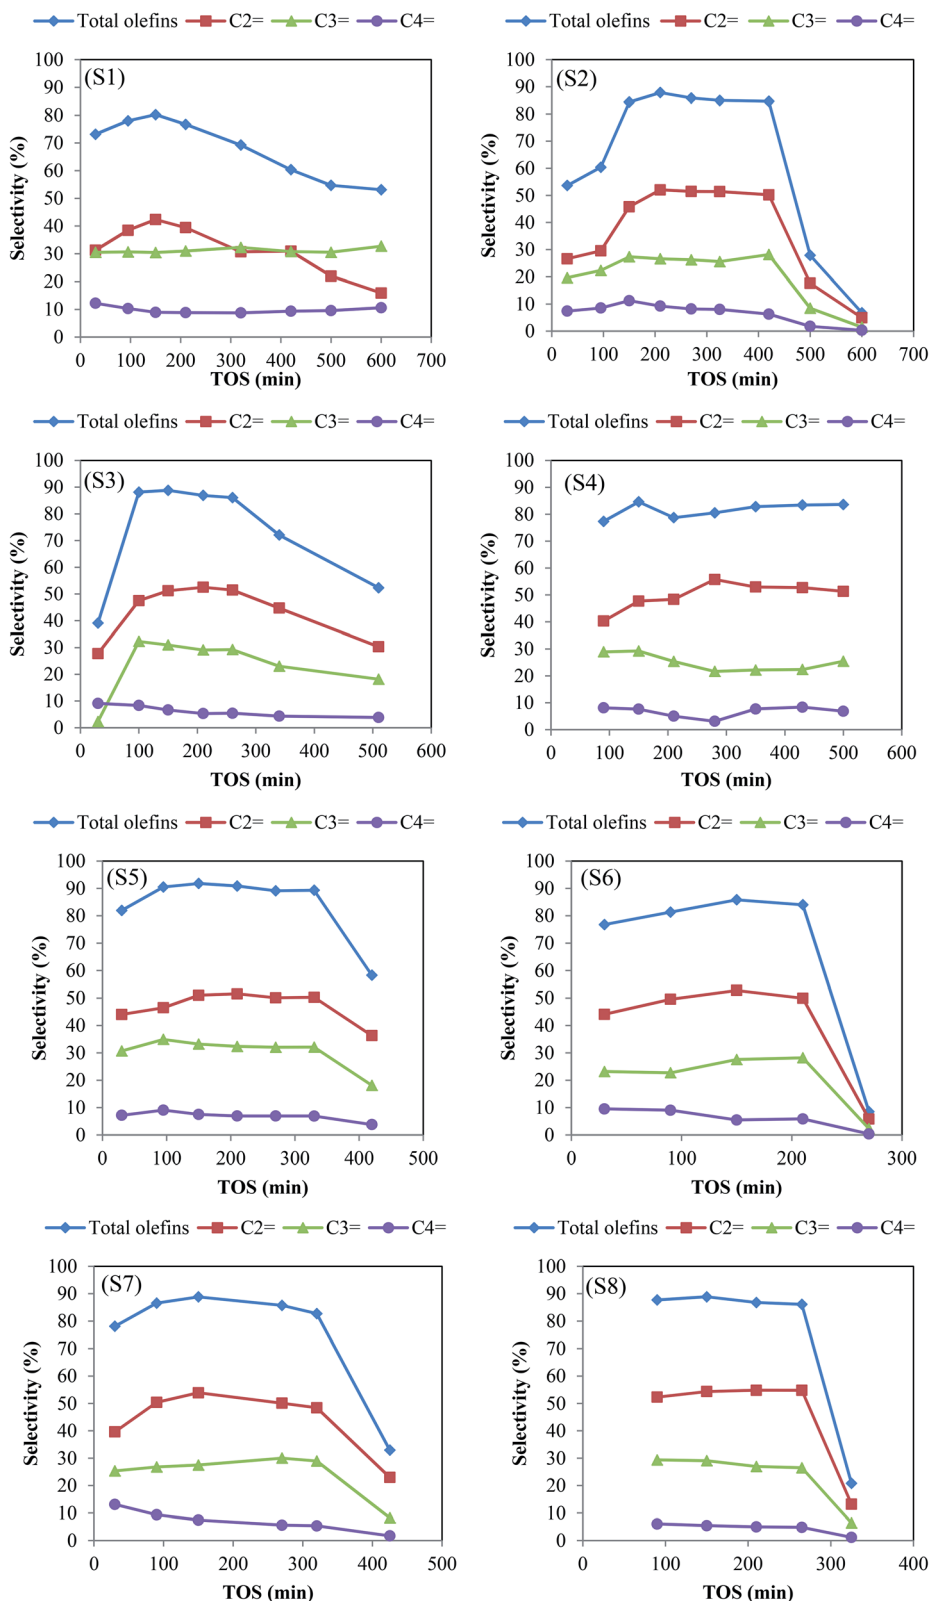 Total olefins C2= C3= C4= Total olefins C2= C3= C4=
(S1) (S2)
Selectivity (%) Selectivity (%)
100 100
90 90
80 80
70 70
60 60
50 50
40 40
30 30
20 20
10 10
0 0
0 100 200 300 400 500 600 700 0 100 200 300 400 500 600 700
TOS (min) TOS (min)
Total olefins C2= C3= C4= Total olefins C2= C3= C4=
(S3) (S4)
Selectivity (%) Selectivity (%)
100 100
90 90
80 80
70 70
60 60
50 50
40 40
30 30
20 20
10 10
0 0
0 100 200 300 400 500 600 0 100 200 300 400 500 600
TOS (min) TOS (min)
Total olefins C2= C3= C4= Total olefins C2= C3= C4=
(S5) (S6)
Selectivity (%) Selectivity (%)
100 100
90 90
80 80
70 70
60 60
50 50
40 40
30 30
20 20
10 10
0 0
0 100 200 300 400 500 0 100 200 300
TOS (min) TOS (min)
Total olefins C2= C3= C4= Total olefins C2= C3= C4=
(S7) (S8)
Selectivity (%) Selectivity (%)
100 100
90 90
80 80
70 70
60 60
50 50
40 40
30 30
20 20
10 10
0 0
0 100 200 300 400 500 0 100 200 300 400
TOS (min) TOS (min)